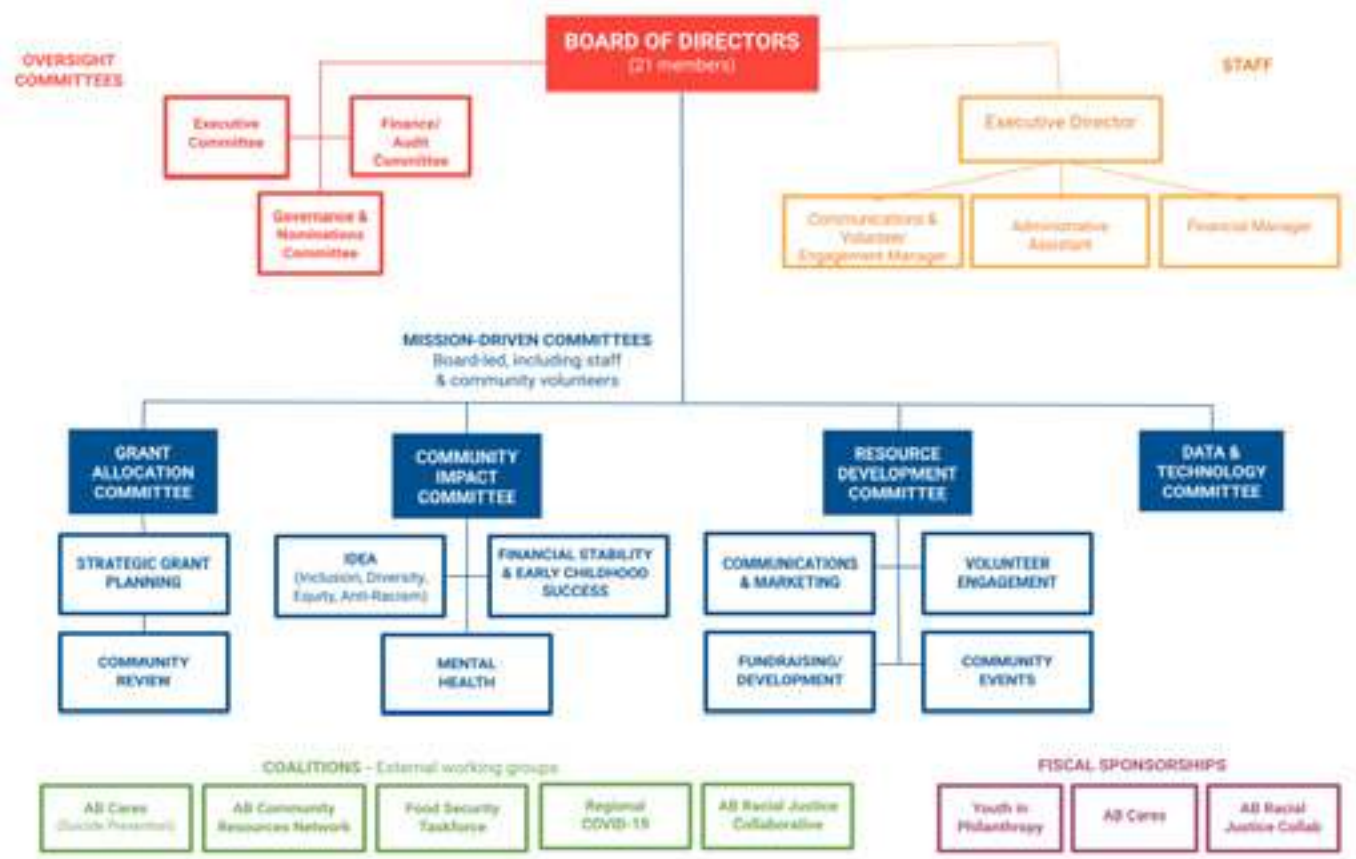 BOARD OF DIRECTORS
(21 members)
OVERSIGHT
COMMITTEES
STAFF
Executive
Committee
Finance/
Audit
Committee
Governance &
Nominations
Committee
Executive Director
Communications &
Volunteer
Engagement Manager
Administrative
Assistant
Financial Manager
MISSION-DRIVEN COMMITTEES
Board-led, including staff
& community volunteers
GRANT
ALLOCATION
COMMITTEE
COMMUNITY
IMPACT
COMMITTEE
RESOURCE
DEVELOPMENT
COMMITTEE
DATA &
TECHNOLOGY
COMMITTEE
STRATEGIC GRANT
PLANNING
IDEA
(Inclusion, Diversity,
Equity, Anti-Racism)
FINANCIAL STABILITY
& EARLY CHILDHOOD
SUCCESS
COMMUNICATIONS
& MARKETING
VOLUNTEER
ENGAGEMENT
COMMUNITY
REVIEW
MENTAL
HEALTH
FUNDRAISING/
DEVELOPMENT
COMMUNITY
EVENTS
COALITIONS - External working groups
FISCAL SPONSORSHIPS
AB Cares
(Suicide Prevention)
AB Community
Resources Network
Food Security
Taskforce
Regional
COVID-19
AB Racial Justice
Collaborative
Youth in
Philanthropy
AB Cares
AB Racial
Justice Collab